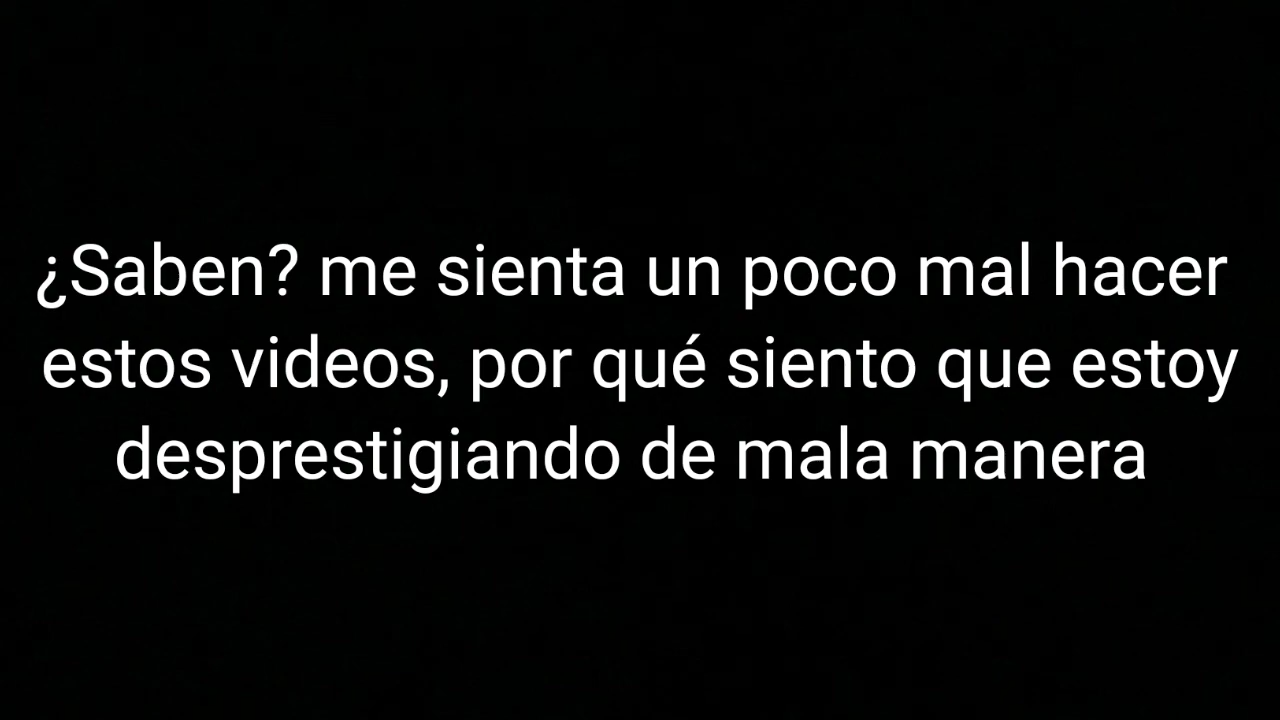 ¿Saben? me sienta un poco mal hacer
estos videos, por qué siento que estoy
desprestigiando de mala manera